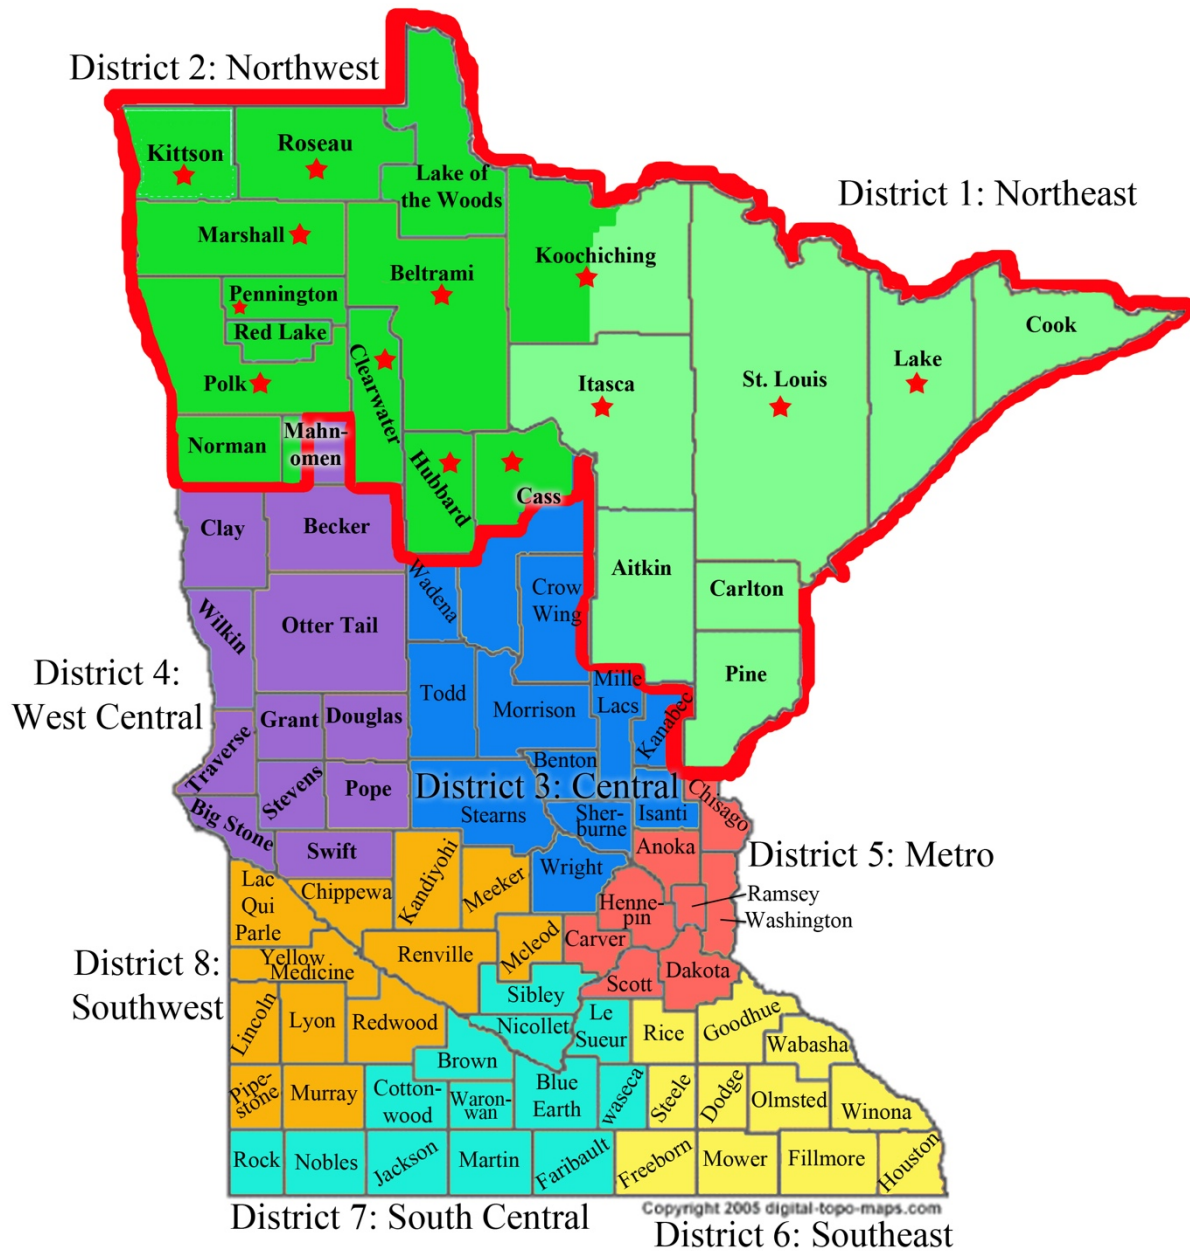 District 2: Northwest
District 1: Northeast
Kittson
Roseau
Lake of
the Woods
Marshall
Koochiching
Beltrami
Pennington
Red Lake
Cook
Clearwater
Polk
Itasca
St. Louis
Lake
Norman
Mahn-
omen
Hubbard
Cass
Clay
Becker
Aitkin
Carlton
Wadena
Crow
Wing
Wilkin
Otter Tail
District 4:
West Central
Pine
Todd
Mille
Lacs
Morrison
Kanabec
Grant
Douglas
Traverse
Benton
Stevens
Pope
District 3: Central
Chisago
Big Stone
Stearns
Sher-
burne
Isanti
Swift
Anoka
District 5: Metro
Wright
Kandiyohi
Meeker
Lac
Qui
Parle
Chippewa
Henne-
pin
Ramsey
Washington
Carver
Mcleod
Renville
Yellow
Medicine
District 8:
Southwest
Scott
Dakota
Sibley
Lincoln
Lyon
Redwood
Nicollet
Le
Sueur
Rice
Goodhue
Wabasha
Brown
Pipe-
stone
Murray
Cotton-
wood
Waron-
wan
Blue
Earth
waseca
Steele
Dodge
Olmsted
Winona
Rock
Nobles
Jackson
Martin
Faribault
Freeborn
Mower
Fillmore
Houston
Copyright 2005 digital-topo-maps.com
District 7: South Central
District 6: Southeast